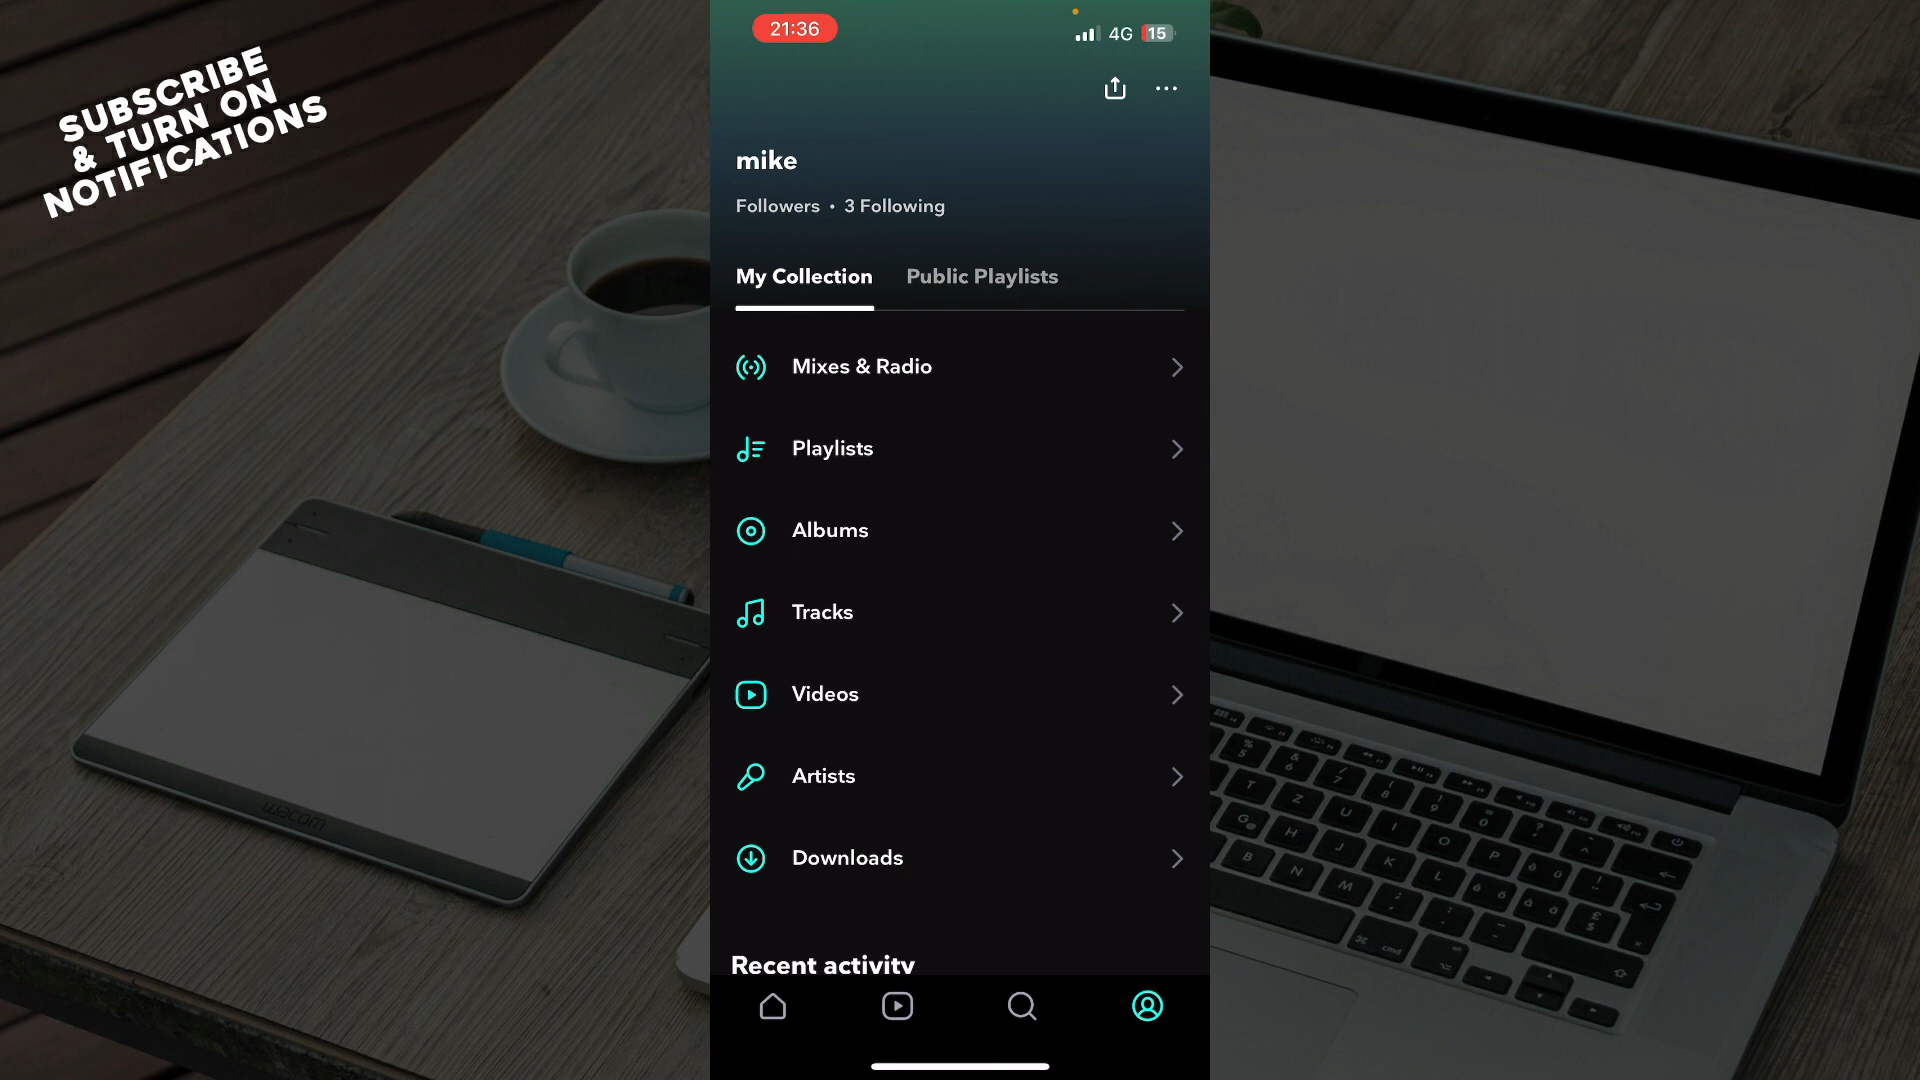 SUBSCRIBE
& TURN ON
NOTIFICATIONS
21:36
4G 15
mike
Followers • 3 Following
My Collection Public Playlists
Mixes & Radio
Playlists
Albums
Tracks
Videos
Artists
Downloads
Recent activity
wacom